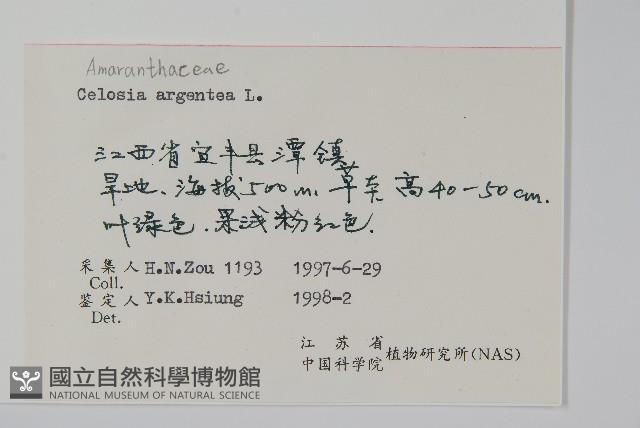 Amaranthaceae
Celosia argentea L.
江西省宜丰县潭镇
旱地、海拔500m. 草本 高40-50cm.
叶绿色.果浅粉红色.
采集人 H.N.Zou 1193 1997-6-29
Coll.
鉴定人 Y.K.Hsiung 1998-2
Det.
江苏省
中国科学院 植物研究所(NAS)
國立自然科學博物館
NATIONAL MUSEUM OF NATURAL SCIENCE